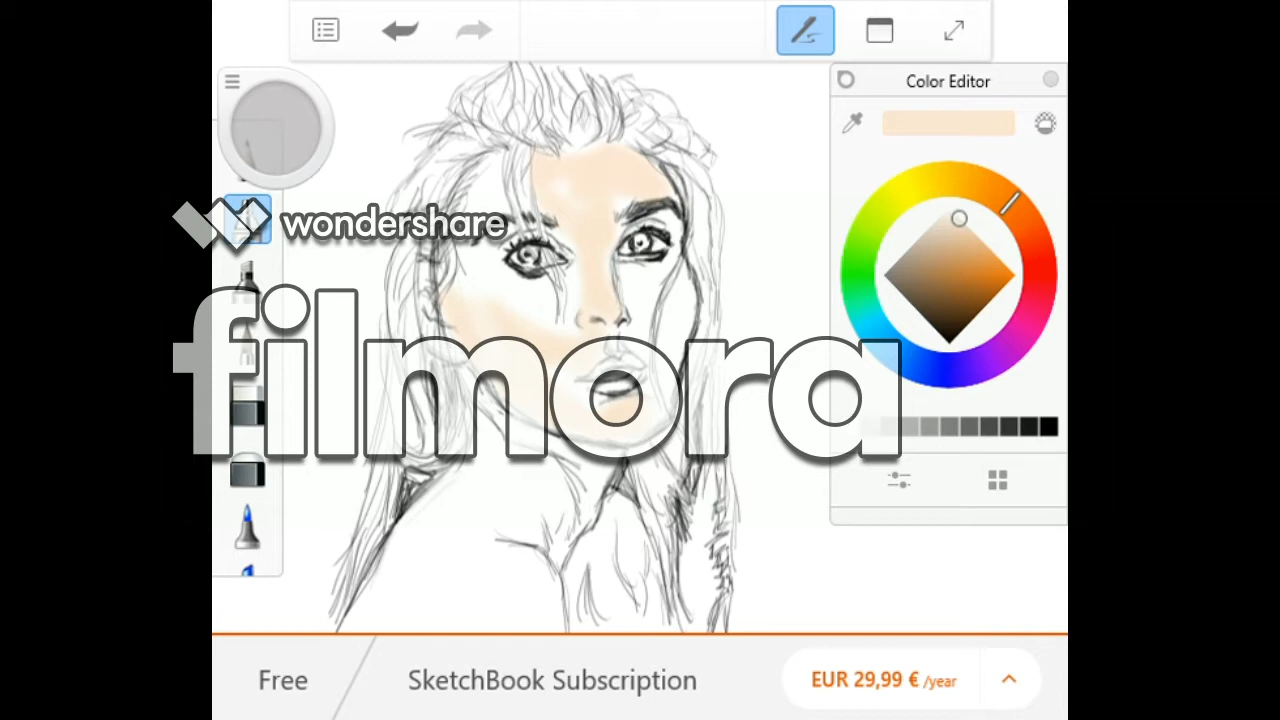 Color Editor
wondershare
filmora
Free
SketchBook Subscription
EUR 29,99 € /year